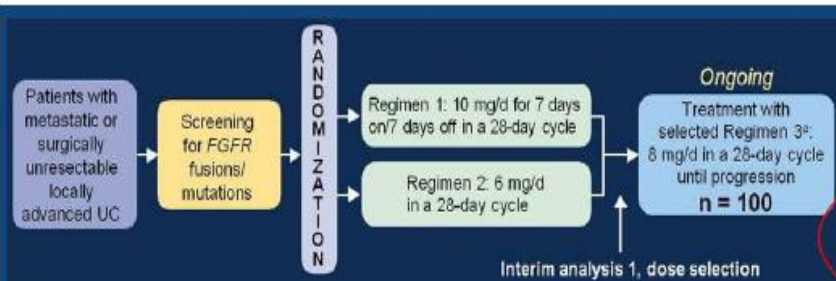 Patients with
metastatic or
surgically
unresectable
locally
advanced UC
Screening
for FGFR
fusions/
mutations
RANDOMIZATION
Regimen 1: 10 mg/d for 7 days
on/7 days off in a 28-day cycle
Regimen 2: 6 mg/d
in a 28-day cycle
Interim analysis 1, dose selection
Ongoing
Treatment with
selected Regimen 3ª:
8 mg/d in a 28-day cycle
until progression
n = 100